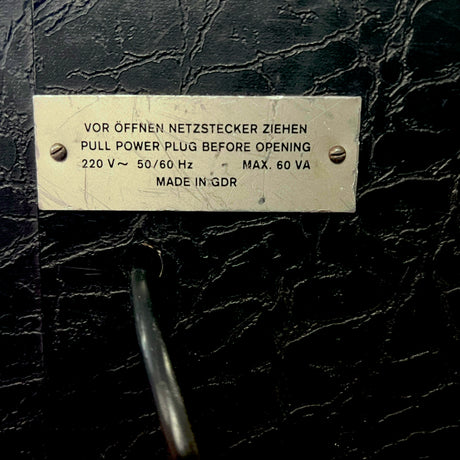 VOR ÖFFNEN NETZSTECKER ZIEHEN
PULL POWER PLUG BEFORE OPENING
220 V~ 50/60 Hz - MAX. 60 VA
MADE IN GDR